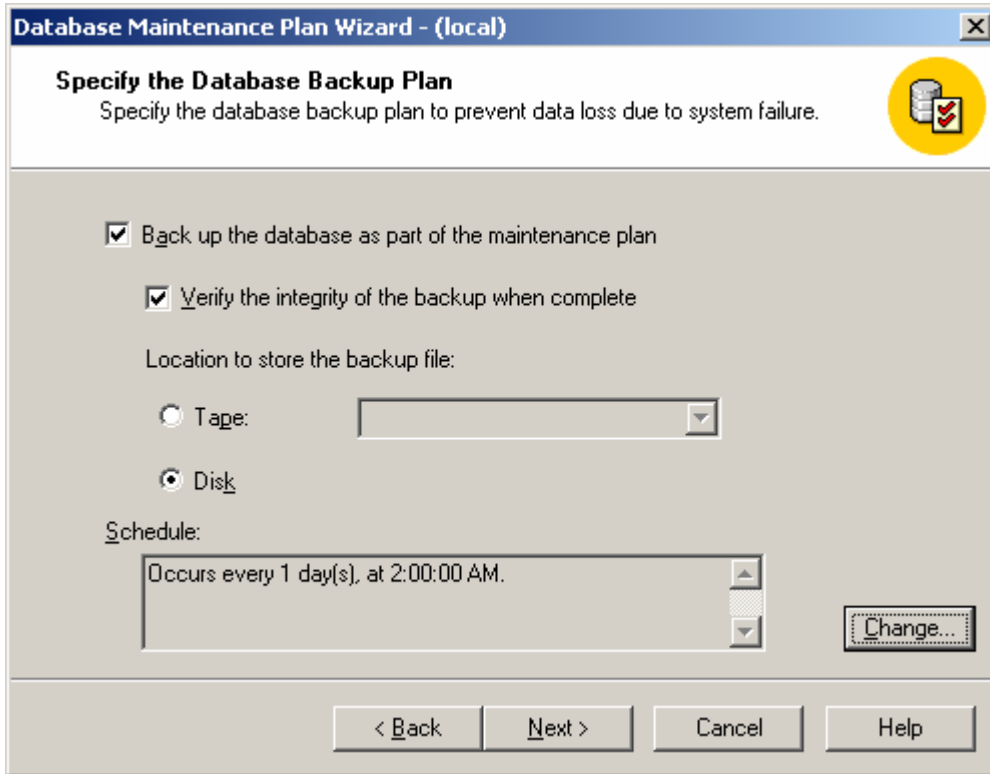 Database Maintenance Plan Wizard - (local)
Specify the Database Backup Plan
Specify the database backup plan to prevent data loss due to system failure.
Back up the database as part of the maintenance plan
Verify the integrity of the backup when complete
Location to store the backup file:
Tape:
Disk
Schedule:
Occurs every 1 day(s), at 2:00:00 AM.
Change...
< Back
Next >
Cancel
Help